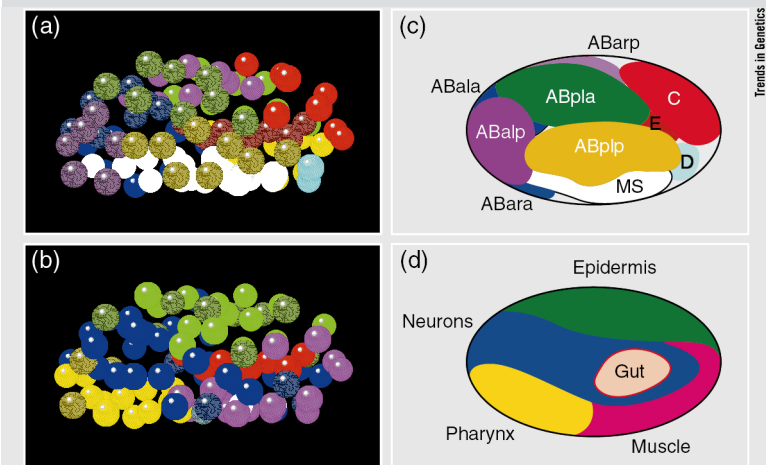 (a)
(c)
ABarp
ABala
ABpla
C
E
ABalp
ABplp
D
MS
ABara
(b)
(d)
Epidermis
Neurons
Gut
Pharynx
Muscle
Trends in Genetics